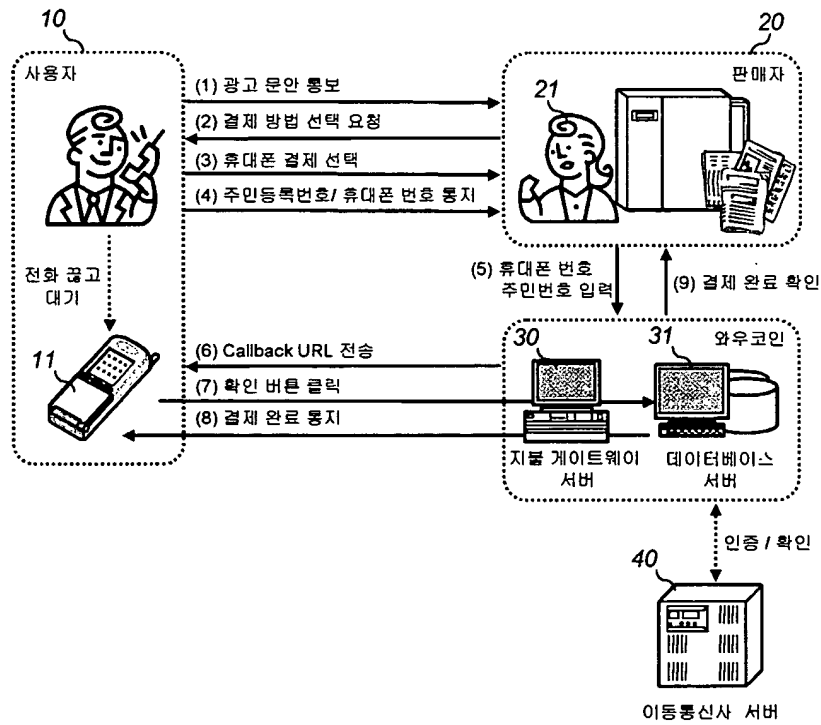 10
20
사용자
판매자
(1) 광고 문안 통보
21
(2) 결제 방법 선택 요청
(3) 휴대폰 결제 선택
(4) 주민등록번호/ 휴대폰 번호 통지
전화 끊고
대기
(5) 휴대폰 번호
주민번호 입력
(9) 결제 완료 확인
30
31
와우코인
(6) Callback URL 전송
11
(7) 확인 버튼 클릭
(8) 결제 완료 통지
지불 게이트웨이
서버
데이터베이스
서버
인증 / 확인
40
이동통신사 서버